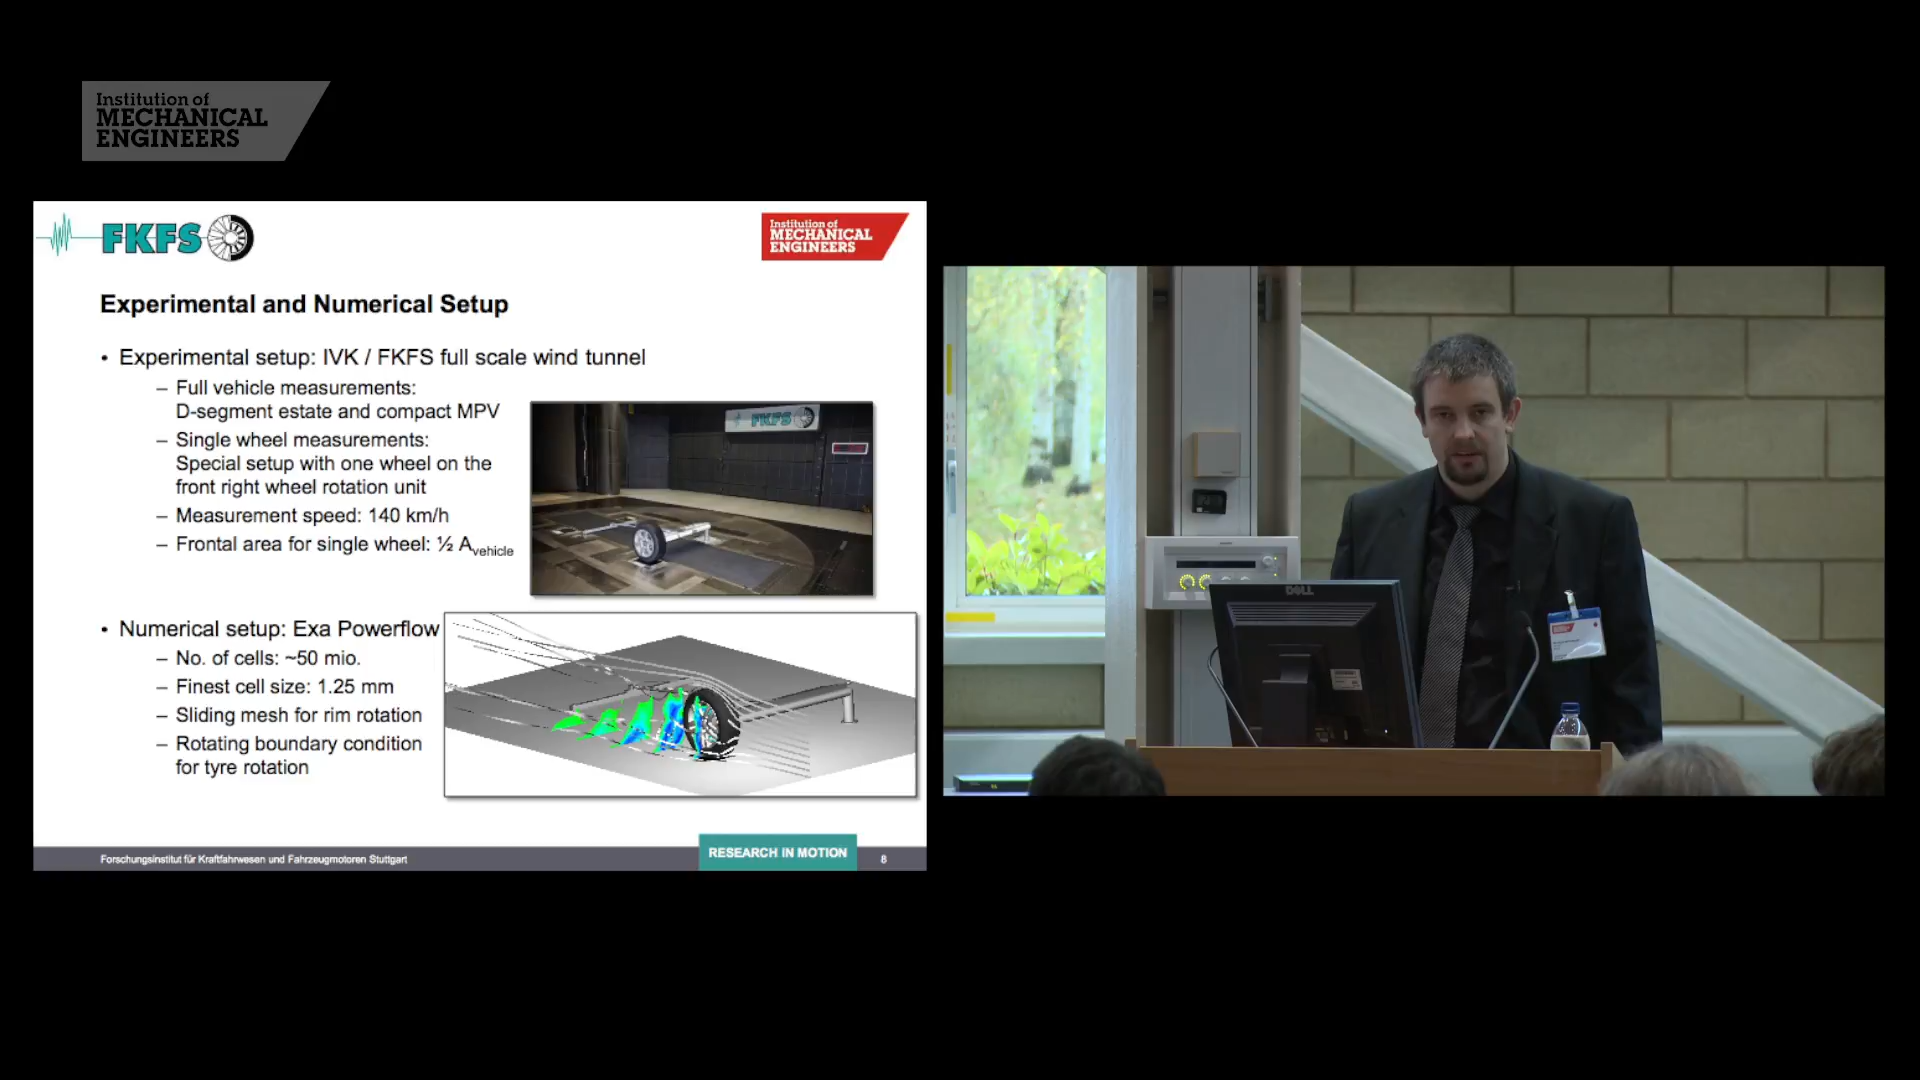 Institution of
MECHANICAL
ENGINEERS
FKFS
Institution of
MECHANICAL
ENGINEERS
Experimental and Numerical Setup
• Experimental setup: IVK / FKFS full scale wind tunnel
– Full vehicle measurements:
D-segment estate and compact MPV
– Single wheel measurements:
Special setup with one wheel on the
front right wheel rotation unit
– Measurement speed: 140 km/h
– Frontal area for single wheel: ½ Avehicle
FKFS
• Numerical setup: Exa Powerflow
– No. of cells: ~50 mio.
– Finest cell size: 1.25 mm
– Sliding mesh for rim rotation
– Rotating boundary condition
for tyre rotation
Forschungsinstitut für Kraftfahrwesen und Fahrzeugmotoren Stuttgart
RESEARCH IN MOTION
8
DELL